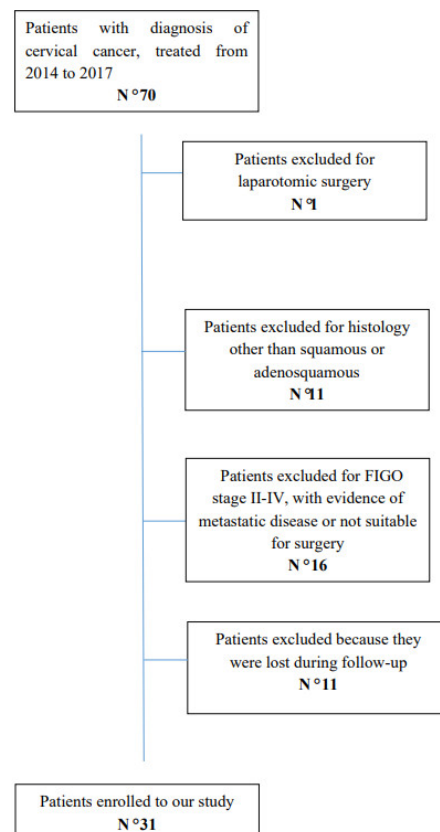 Patients with diagnosis of
cervical cancer, treated from
2014 to 2017
N °70
Patients excluded for
laparotomic surgery
N °1
Patients excluded for histology
other than squamous or
adenosquamous
N °11
Patients excluded for FIGO
stage II-IV, with evidence of
metastatic disease or not suitable
for surgery
N °16
Patients excluded because they
were lost during follow-up
N °11
Patients enrolled to our study
N °31